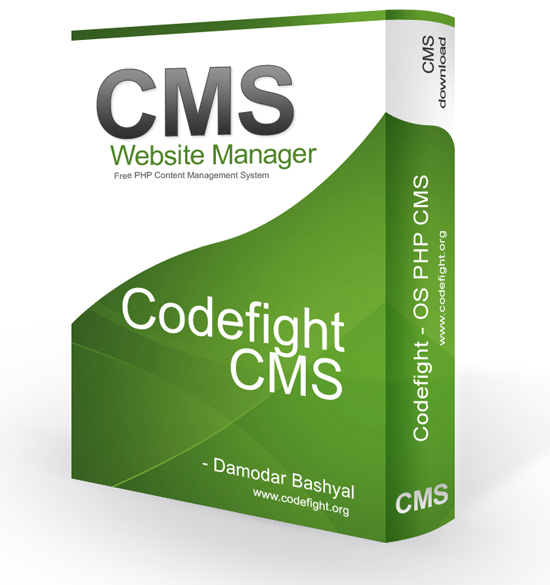 CMS
Website Manager
Free PHP Content Management System
Codefight
CMS
- Damodar Bashyal
www.codefight.org
CMS
download
Codefight - OS PHP CMS
www.codefight.org
CMS